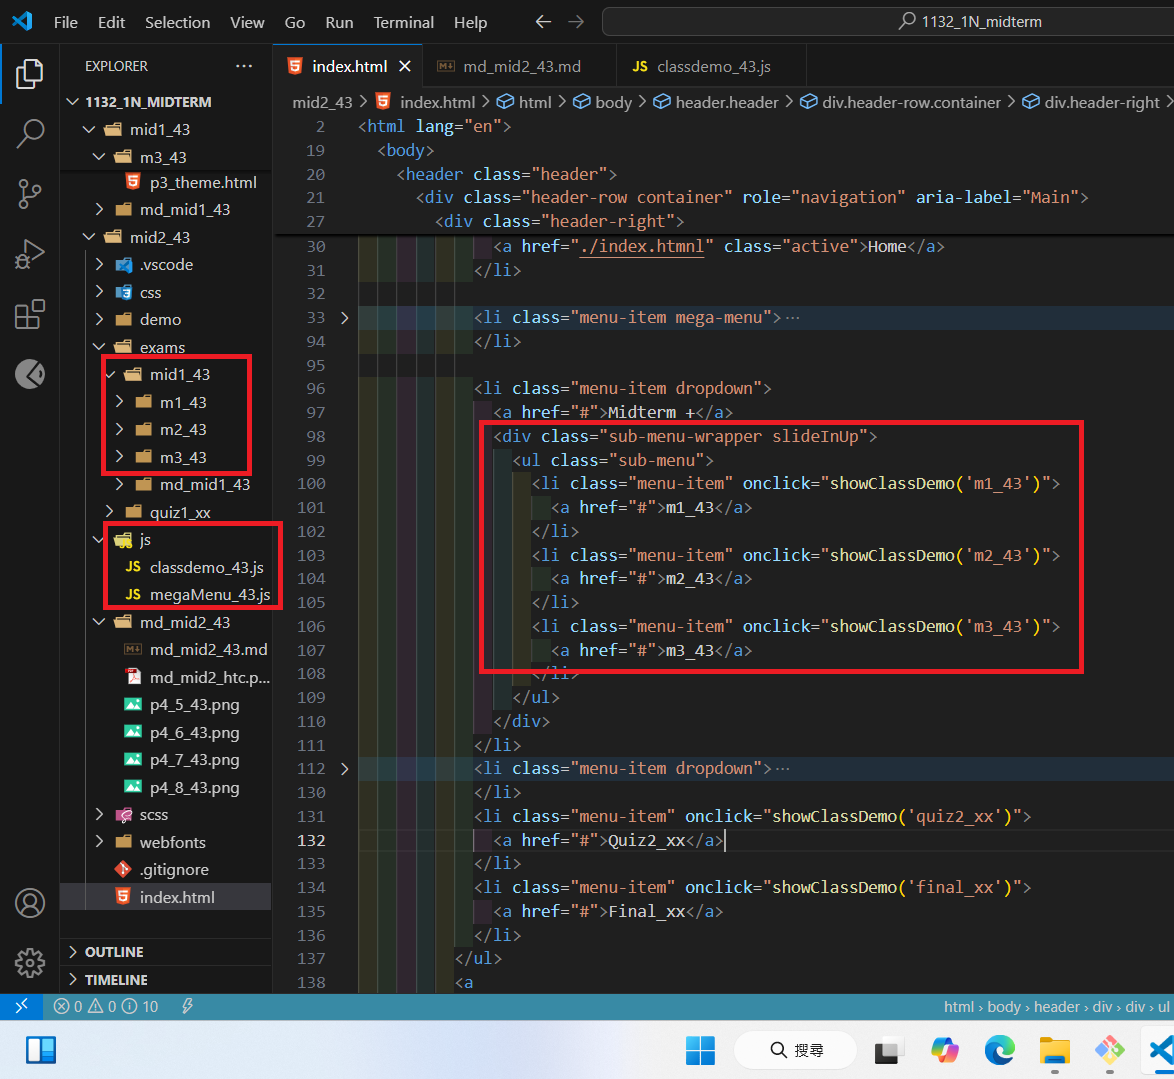 File Edit Selection View Go Run Terminal Help
1132_1N_midterm
EXPLORER
1132_1N_MIDTERM
mid1_43
m3_43
p3_theme.html
md_mid1_43
mid2_43
.vscode
css
demo
exams
mid1_43
m1_43
m2_43
m3_43
md_mid1_43
quiz1_xx
js
JS classdemo_43.js
JS megaMenu_43.js
md_mid2_43
md_mid2_43.md
md_mid2_htc.p...
p4_5_43.png
p4_6_43.png
p4_7_43.png
p4_8_43.png
scss
webfonts
.gitignore
index.html
OUTLINE
TIMELINE
index.html
md_mid2_43.md
JS classdemo_43.js
mid2_43 > index.html > html > body > header.header > div.header-row.container > div.header-right >
2 <html lang="en">
19 <body>
20 <header class="header">
21 <div class="header-row container" role="navigation" aria-label="Main">
27 <div class="header-right">
30 <a href="./index.htmnl" class="active">Home</a>
31 </li>
32
33 <li class="menu-item mega-menu">···
94 </li>
95
96 <li class="menu-item dropdown">
97 <a href="#">Midterm +</a>
98 <div class="sub-menu-wrapper slideInUp">
99 <ul class="sub-menu">
100 <li class="menu-item" onclick="showClassDemo('m1_43')">
101 <a href="#">m1_43</a>
102 </li>
103 <li class="menu-item" onclick="showClassDemo('m2_43')">
104 <a href="#">m2_43</a>
105 </li>
106 <li class="menu-item" onclick="showClassDemo('m3_43')">
107 <a href="#">m3_43</a>
108 </li>
109 </ul>
110 </div>
111 </li>
112 <li class="menu-item dropdown">···
130 </li>
131 <li class="menu-item" onclick="showClassDemo('quiz2_xx')">
132 <a href="#">Quiz2_xx</a>
133 </li>
134 <li class="menu-item" onclick="showClassDemo('final_xx')">
135 <a href="#">Final_xx</a>
136 </li>
137 </ul>
138 <a
0 0 10
html › body › header › div › div › ul
搜尋